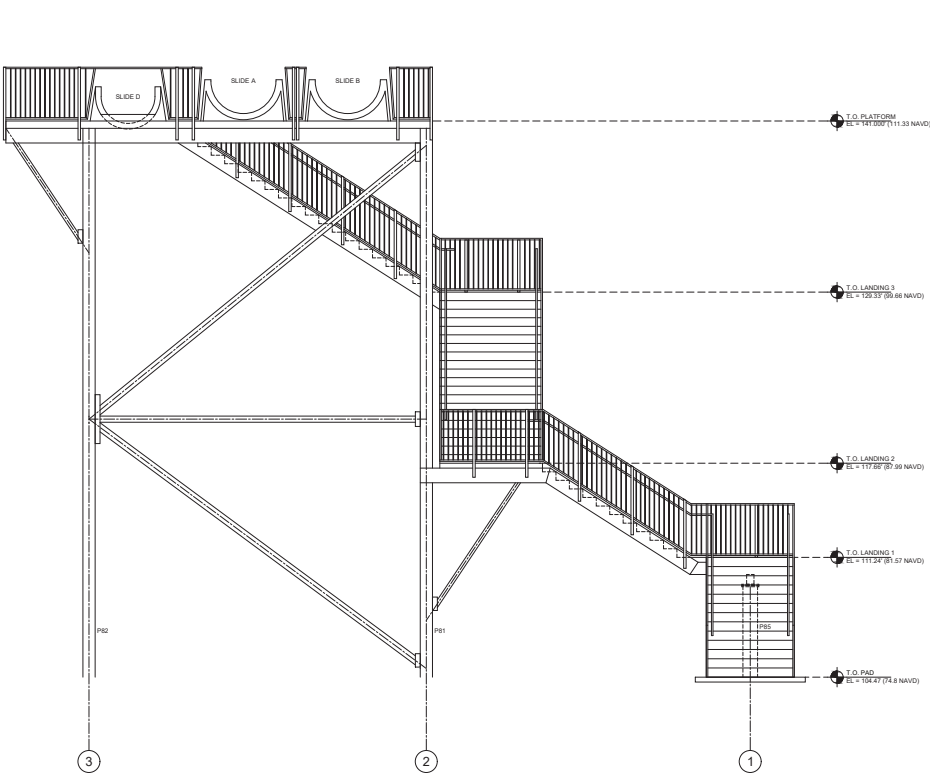 SLIDE D
SLIDE A
SLIDE B
T.O. PLATFORM
EL = 141.000' (111.33 NAVD)
T.O. LANDING 3
EL = 129.33' (99.66 NAVD)
T.O. LANDING 2
EL = 117.66' (87.99 NAVD)
T.O. LANDING 1
EL = 111.24' (81.57 NAVD)
P82
P81
P85
T.O. PAD
EL = 104.47 (74.8 NAVD)
3
2
1